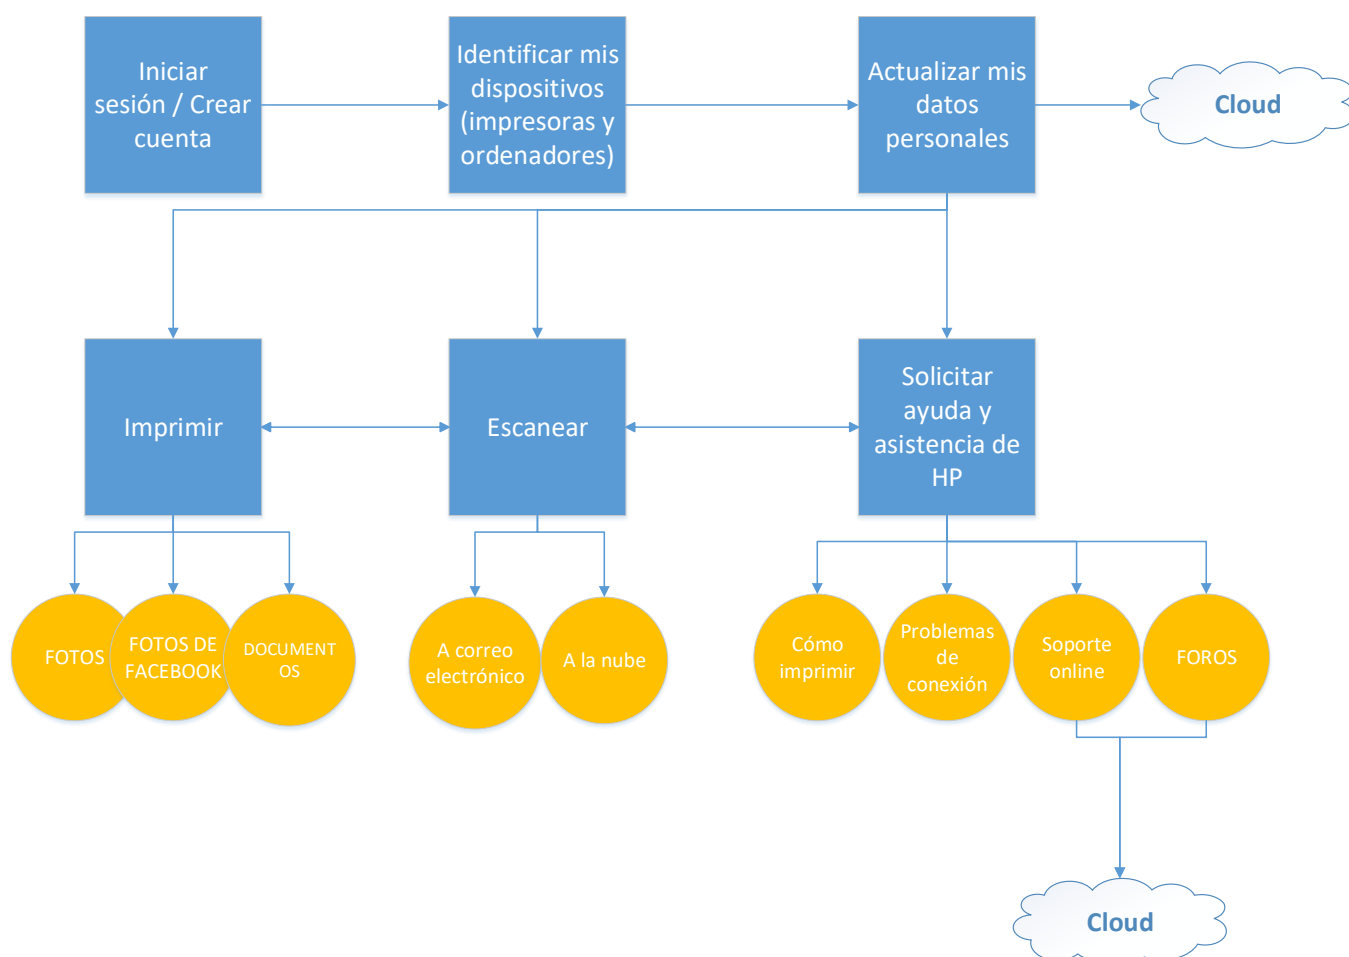 Iniciar
sesión / Crear
cuenta
Identificar mis
dispositivos
(impresoras y
ordenadores)
Actualizar mis
datos
personales
Cloud
Imprimir
Escanear
Solicitar
ayuda y
asistencia de
HP
FOTOS
FOTOS DE
FACEBOOK
DOCUMENT
OS
A correo
electrónico
A la nube
Cómo
imprimir
Problemas
de
conexión
Soporte
online
FOROS
Cloud